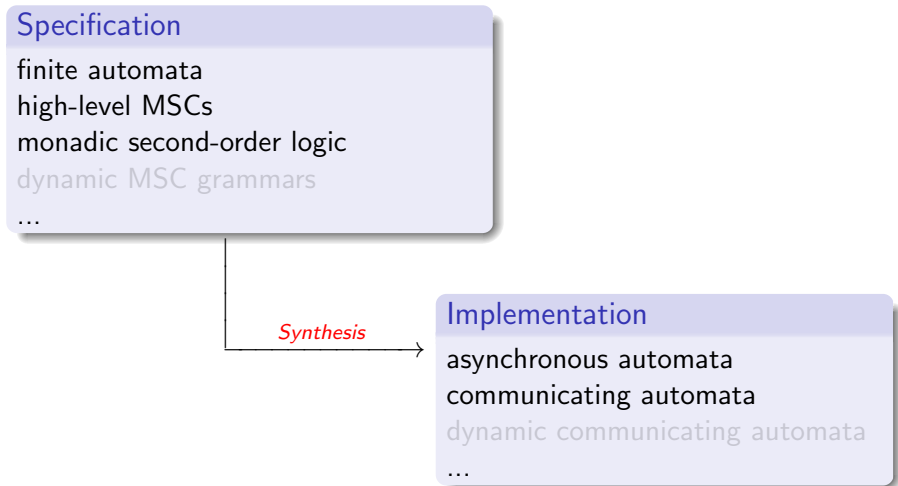 Specification
finite automata
high-level MSCs
monadic second-order logic
dynamic MSC grammars
...
Synthesis
Implementation
asynchronous automata
communicating automata
dynamic communicating automata
...